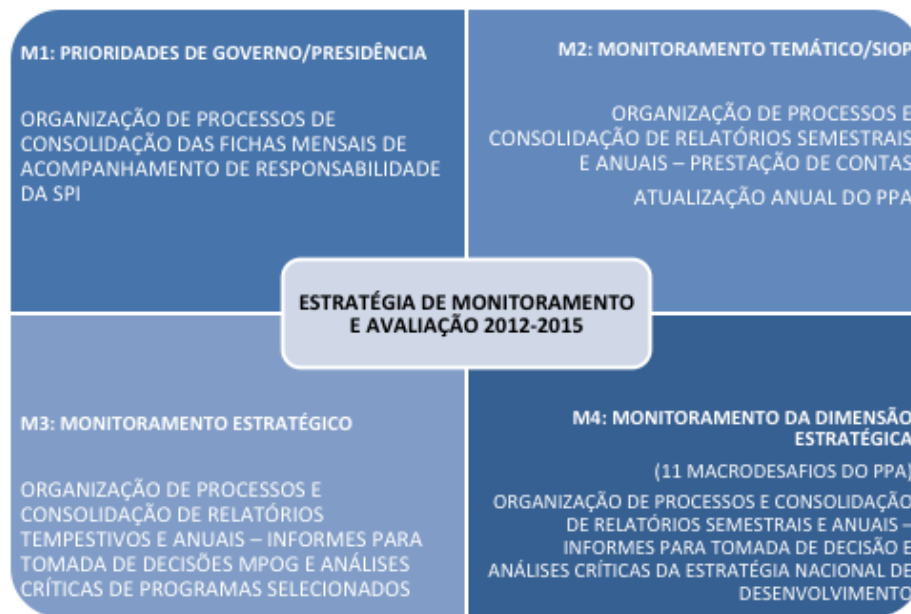 M1: PRIORIDADES DE GOVERNO/PRESIDÊNCIA
ORGANIZAÇÃO DE PROCESSOS DE
CONSOLIDAÇÃO DAS FICHAS MENSAIS DE
ACOMPANHAMENTO DE RESPONSABILIDADE
DA SPI
M2: MONITORAMENTO TEMÁTICO/SIOP
ORGANIZAÇÃO DE PROCESSOS E
CONSOLIDAÇÃO DE RELATÓRIOS SEMESTRAIS
E ANUAIS – PRESTAÇÃO DE CONTAS
ATUALIZAÇÃO ANUAL DO PPA
ESTRATÉGIA DE MONITORAMENTO
E AVALIAÇÃO 2012-2015
M3: MONITORAMENTO ESTRATÉGICO
ORGANIZAÇÃO DE PROCESSOS E
CONSOLIDAÇÃO DE RELATÓRIOS
TEMPESTIVOS E ANUAIS – INFORMES PARA
TOMADA DE DECISÕES MPOG E ANÁLISES
CRÍTICAS DE PROGRAMAS SELECIONADOS
M4: MONITORAMENTO DA DIMENSÃO
ESTRATÉGICA
(11 MACRODESAFIOS DO PPA)
ORGANIZAÇÃO DE PROCESSOS E CONSOLIDAÇÃO
DE RELATÓRIOS SEMESTRAIS E ANUAIS –
INFORMES PARA TOMADA DE DECISÃO E
ANÁLISES CRÍTICAS DA ESTRATÉGIA NACIONAL DE
DESENVOLVIMENTO